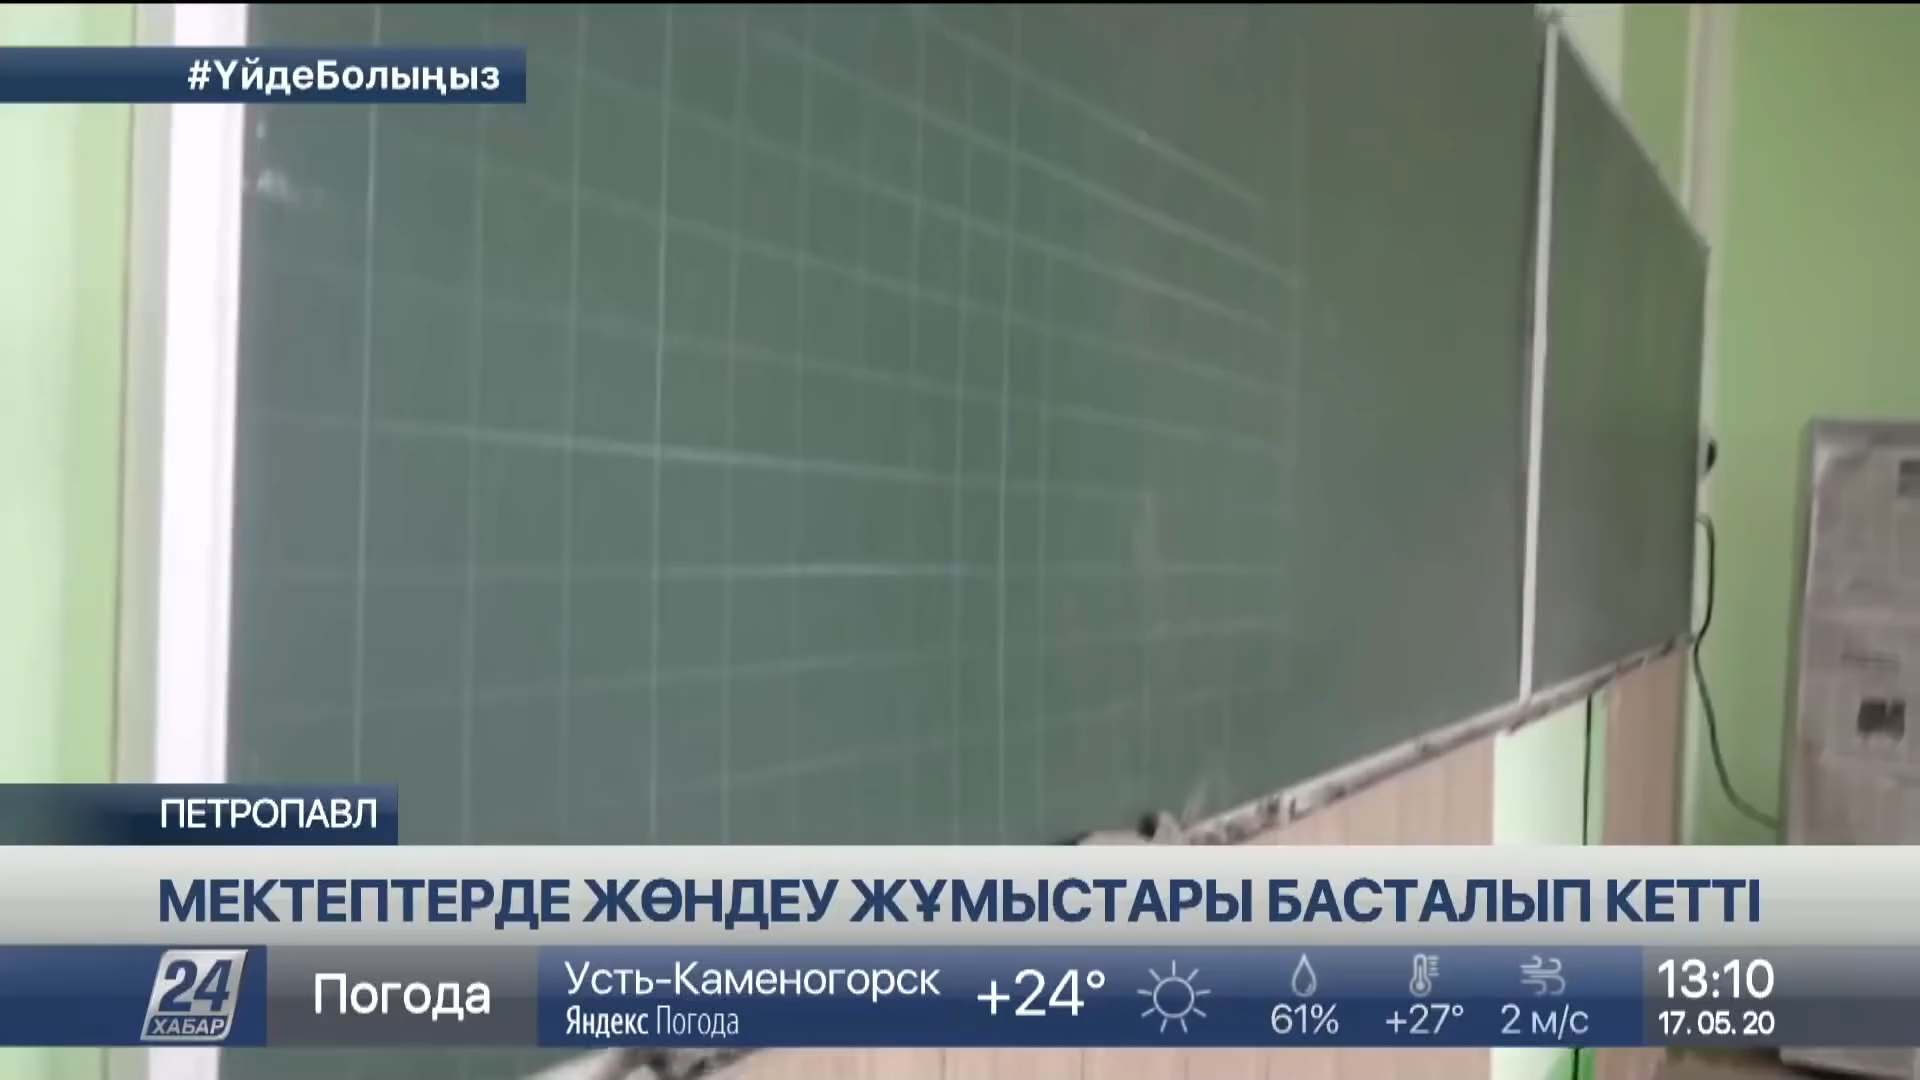 #ҮйдеБолыңыз
ПЕТРОПАВЛ
МЕКТЕПТЕРДЕ ЖӨНДЕУ ЖҰМЫСТАРЫ БАСТАЛЫП КЕТТІ
24 ХАБАР
Погода
Усть-Каменогорск
Яндекс Погода
+24°
61%
+27°
2 м/с
13:10
17. 05. 20